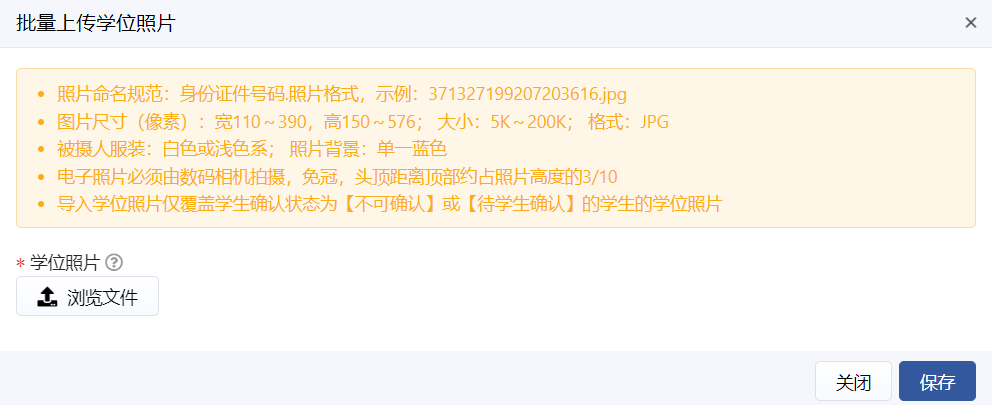 批量上传学位照片
照片命名规范：身份证件号码.照片格式，示例：371327199207203616.jpg
图片尺寸（像素）：宽110～390，高150～576； 大小：5K～200K； 格式：JPG
被摄人服装：白色或浅色系； 照片背景：单一蓝色
电子照片必须由数码相机拍摄，免冠，头顶距离顶部约占照片高度的3/10
导入学位照片仅覆盖学生确认状态为【不可确认】或【待学生确认】的学生的学位照片
* 学位照片
浏览文件
关闭 保存